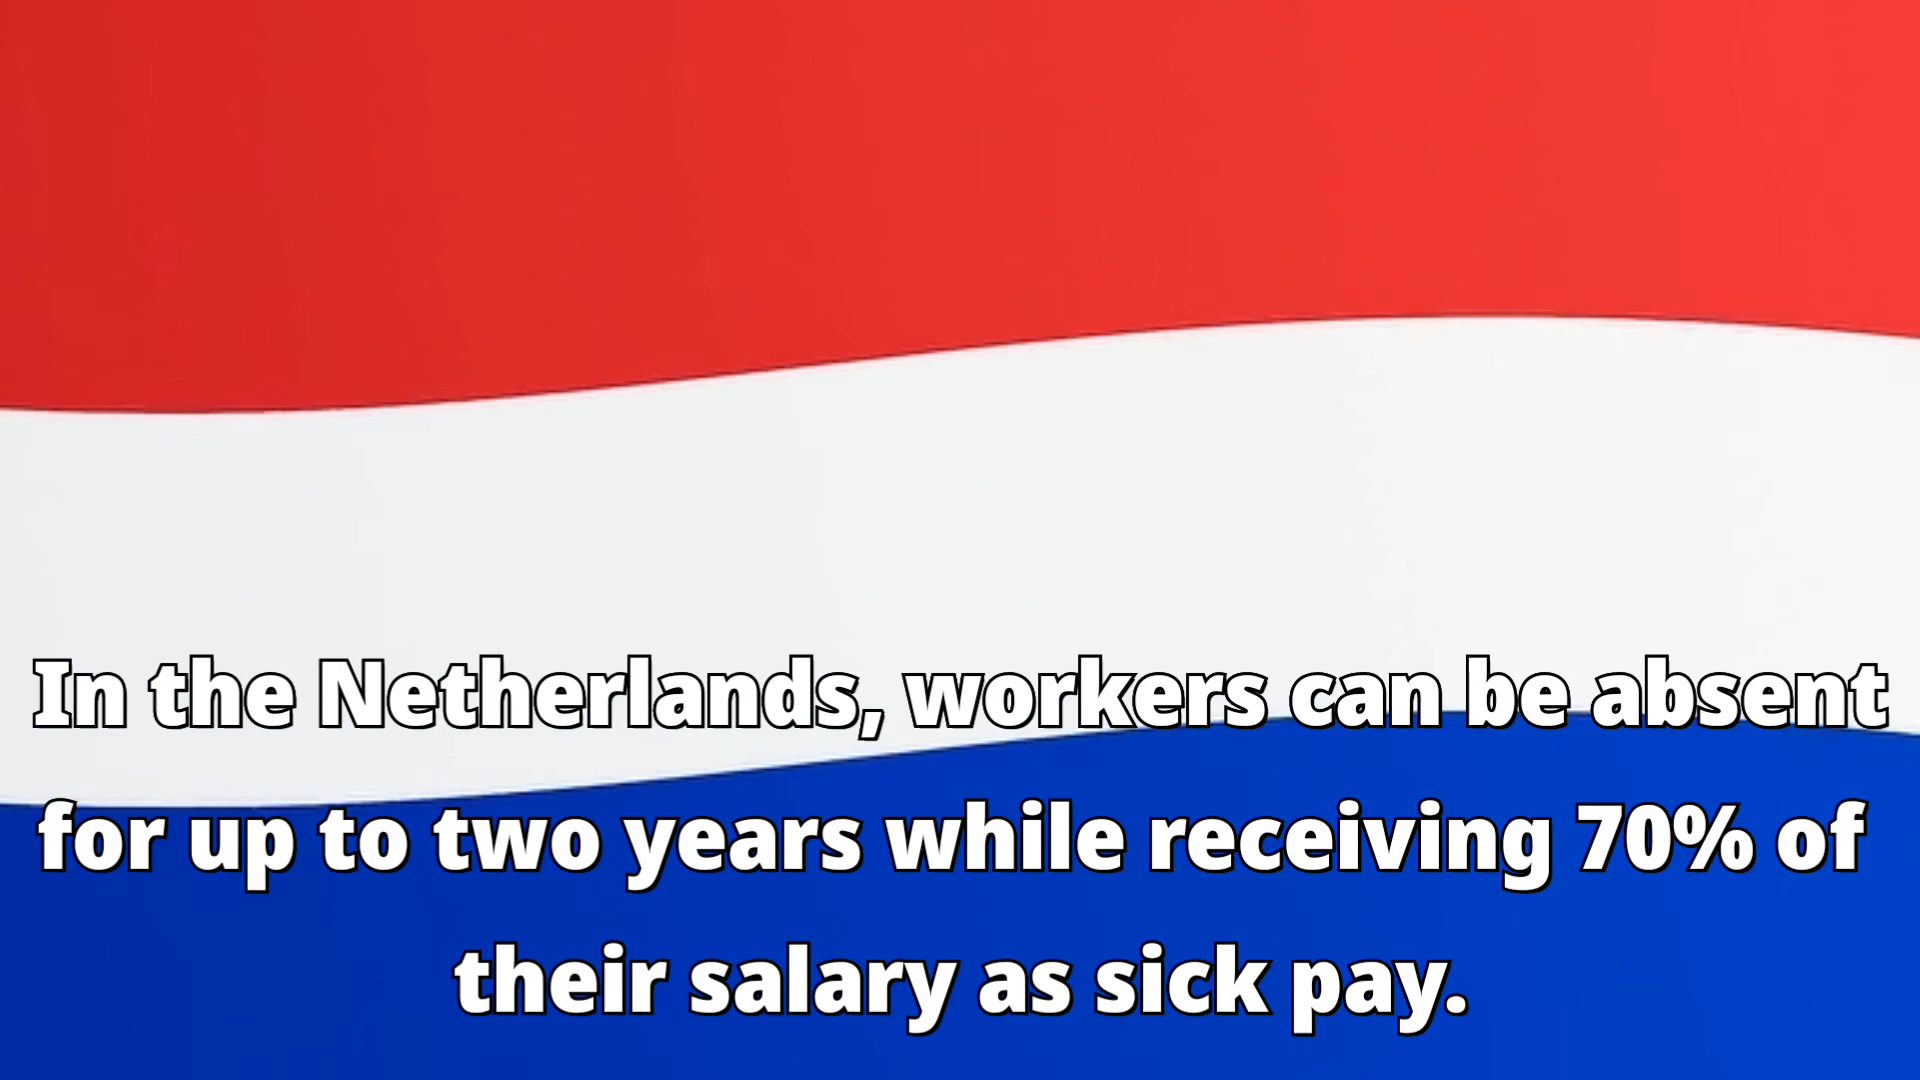 In the Netherlands, workers can be absent
for up to two years while receiving 70% of
their salary as sick pay.